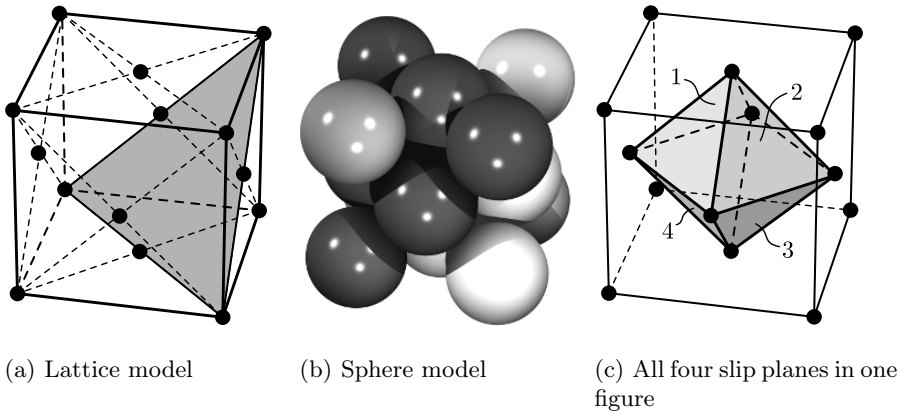 1
2
3
4
(a) Lattice model
(b) Sphere model
(c) All four slip planes in one
figure